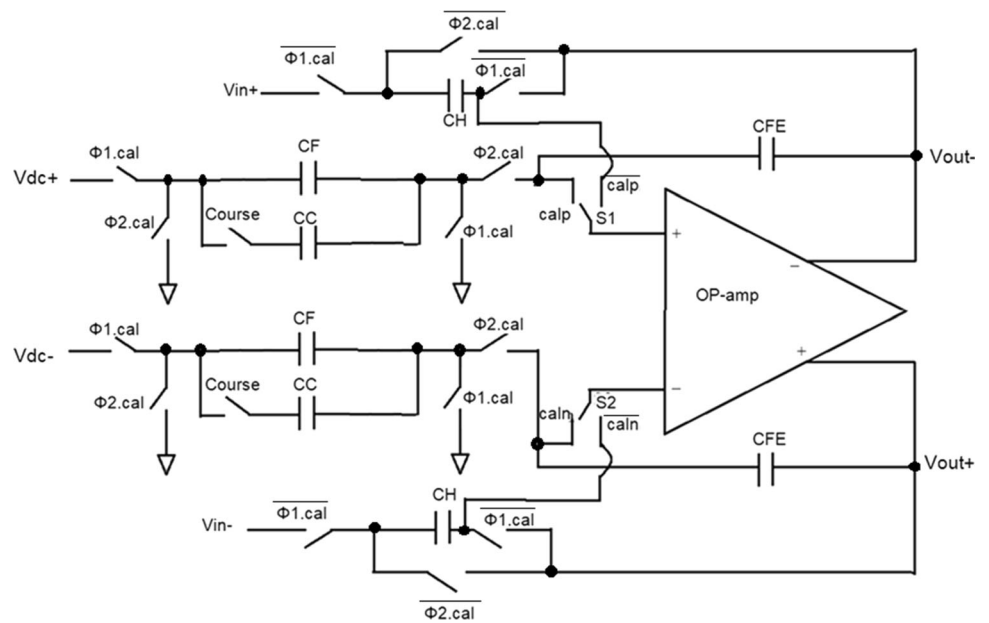 Φ2.cal
Φ1.cal
Φ1.cal
Vin+
CH
CFE
Φ1.cal
CF
Φ2.cal
Vout-
Vdc+
calp
calp
S1
Φ2.cal
Course
CC
Φ1.cal
+
−
OP-amp
Φ1.cal
CF
Φ2.cal
Vdc-
+
−
Φ2.cal
Course
CC
Φ1.cal
caln
S2
caln
CFE
Vout+
Φ1.cal
CH
Φ1.cal
Vin-
Φ2.cal